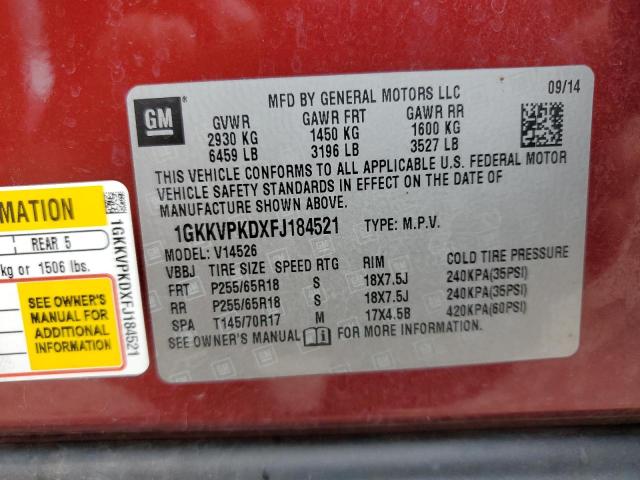 MFD BY GENERAL MOTORS LLC
09/14
GM
®
GVWR GAWR FRT GAWR RR
2930 KG 1450 KG 1600 KG
6459 LB 3196 LB 3527 LB
THIS VEHICLE CONFORMS TO ALL APPLICABLE U.S. FEDERAL MOTOR
VEHICLE SAFETY STANDARDS IN EFFECT ON THE DATE OF
MANUFACTURE SHOWN ABOVE.
1GKKVPKDXFJ184521 TYPE: M.P.V.
MODEL: V14526
VBBJ TIRE SIZE SPEED RTG RIM COLD TIRE PRESSURE
FRT P255/65R18 S 18X7.5J 240KPA(35PSI)
RR P255/65R18 S 18X7.5J 240KPA(35PSI)
SPA T145/70R17 M 17X4.5B 420KPA(60PSI)
SEE OWNER'S MANUAL FOR MORE INFORMATION
MATION
REAR 5
kg or 1506 lbs.
SEE OWNER'S
MANUAL FOR
ADDITIONAL
INFORMATION
1GKKVPKDXFJ184521